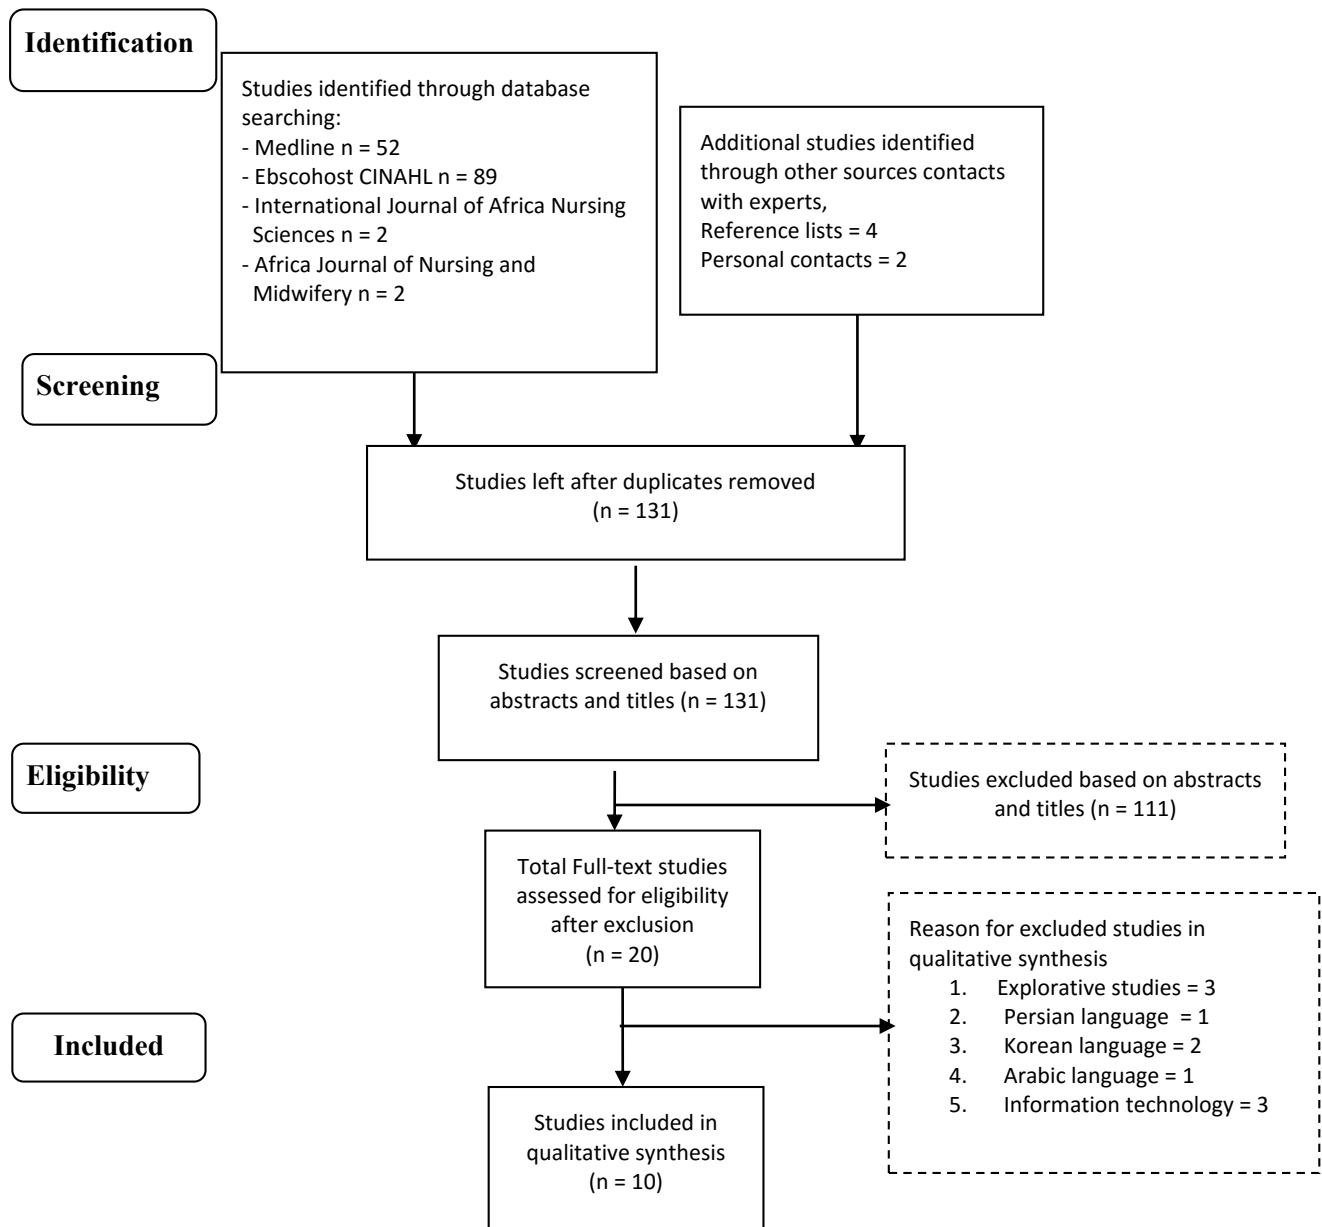 Identification
Studies identified through database
searching:
- Medline n = 52
- Ebscohost CINAHL n = 89
- International Journal of Africa Nursing
Sciences n = 2
- Africa Journal of Nursing and
Midwifery n = 2
Additional studies identified
through other sources contacts
with experts,
Reference lists = 4
Personal contacts = 2
Screening
Studies left after duplicates removed
(n = 131)
Studies screened based on
abstracts and titles (n = 131)
Eligibility
Studies excluded based on abstracts
and titles (n = 111)
Total Full-text studies
assessed for eligibility
after exclusion
(n = 20)
Reason for excluded studies in
qualitative synthesis
1. Explorative studies = 3
2. Persian language = 1
3. Korean language = 2
4. Arabic language = 1
5. Information technology = 3
Included
Studies included in
qualitative synthesis
(n = 10)